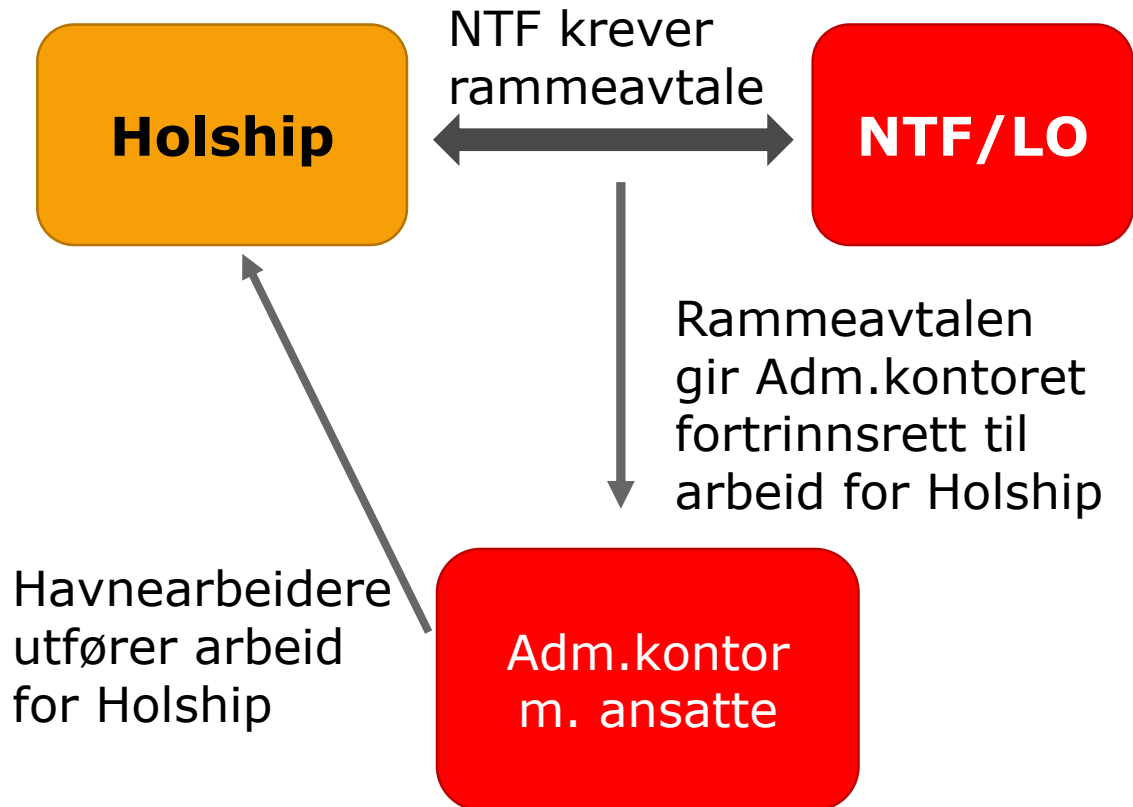 NTF krever
rammeavtale
Holship
NTF/LO
Rammeavtalen
gir Adm.kontoret
fortrinnsrett til
arbeid for Holship
Havnearbeidere
utfører arbeid
for Holship
Adm.kontor
m. ansatte